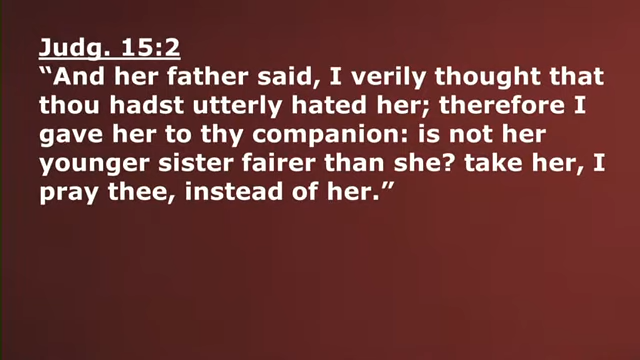 Judg. 15:2
“And her father said, I verily thought that
thou hadst utterly hated her; therefore I
gave her to thy companion: is not her
younger sister fairer than she? take her, I
pray thee, instead of her.”